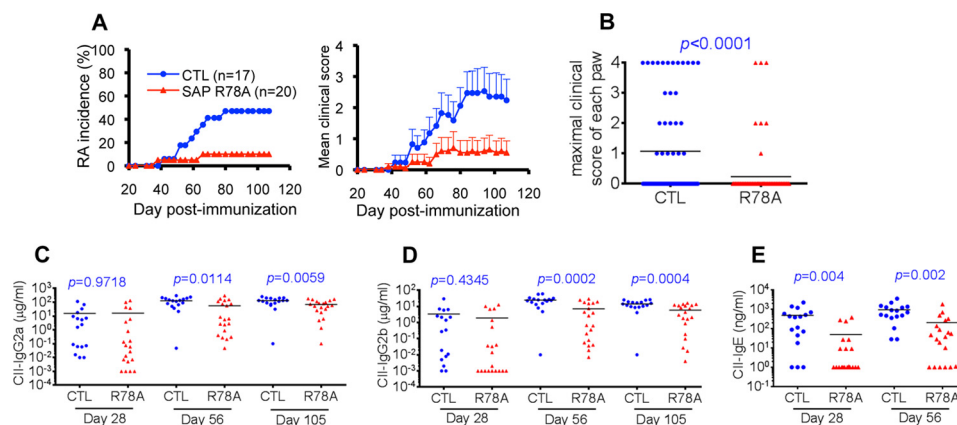 A
RA incidence (%)
100
80
60
40
20
0
CTL (n=17)
SAP R78A (n=20)
20 40 60 80 100 120
Day post-immunization
Mean clinical score
4
3
2
1
0
20 40 60 80 100 120
Day post-immunization
B
p<0.0001
maximal clinical
score of each paw
4
3
2
1
0
CTL R78A
C
p=0.9718 p=0.0114 p=0.0059
CII-IgG2a (µg/ml)
10³
10²
10¹
10⁰
10⁻¹
10⁻²
10⁻³
10⁻⁴
CTL R78A CTL R78A CTL R78A
Day 28 Day 56 Day 105
D
p=0.4345 p=0.0002 p=0.0004
CII-IgG2b (µg/ml)
10²
10¹
10⁰
10⁻¹
10⁻²
10⁻³
10⁻⁴
CTL R78A CTL R78A CTL R78A
Day 28 Day 56 Day 105
E
p=0.004 p=0.002
CII-IgE (ng/ml)
10⁵
10⁴
10³
10²
10¹
10⁰
CTL R78A CTL R78A
Day 28 Day 56